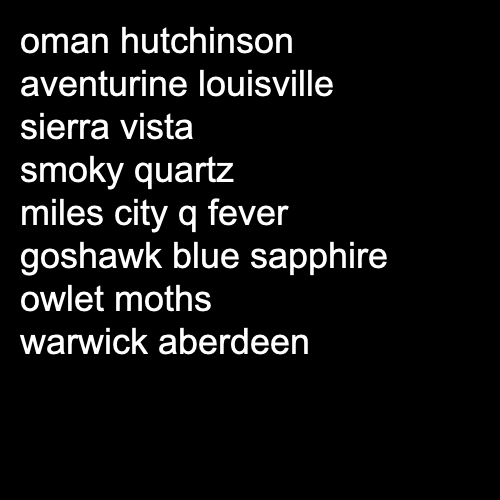 oman hutchinson
aventurine louisville
sierra vista
smoky quartz
miles city q fever
goshawk blue sapphire
owlet moths
warwick aberdeen